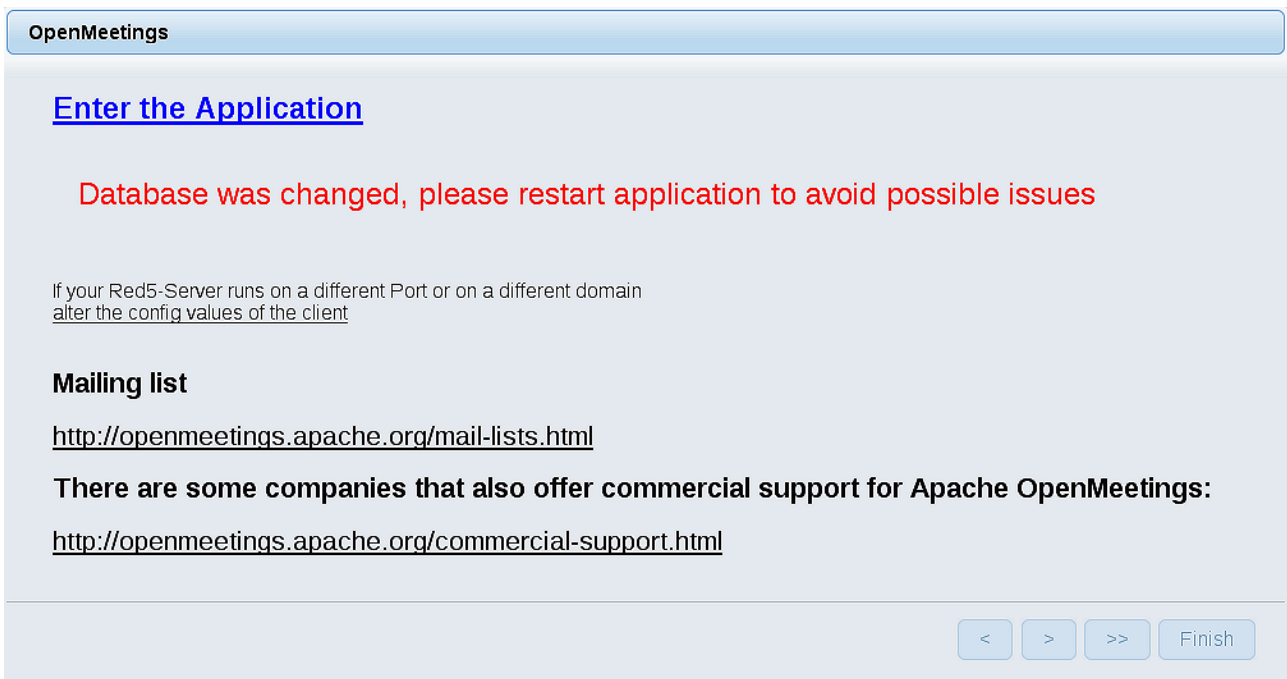 OpenMeetings
Enter the Application
Database was changed, please restart application to avoid possible issues
If your Red5-Server runs on a different Port or on a different domain
alter the config values of the client
Mailing list
http://openmeetings.apache.org/mail-lists.html
There are some companies that also offer commercial support for Apache OpenMeetings:
http://openmeetings.apache.org/commercial-support.html
< > >> Finish